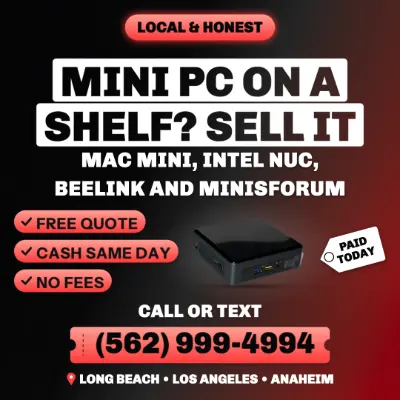 LOCAL & HONEST
MINI PC ON A
SHELF? SELL IT
MAC MINI, INTEL NUC,
BEELINK AND MINISFORUM
FREE QUOTE
CASH SAME DAY
NO FEES
PAID
TODAY
CALL OR TEXT
(562) 999-4994
LONG BEACH • LOS ANGELES • ANAHEIM